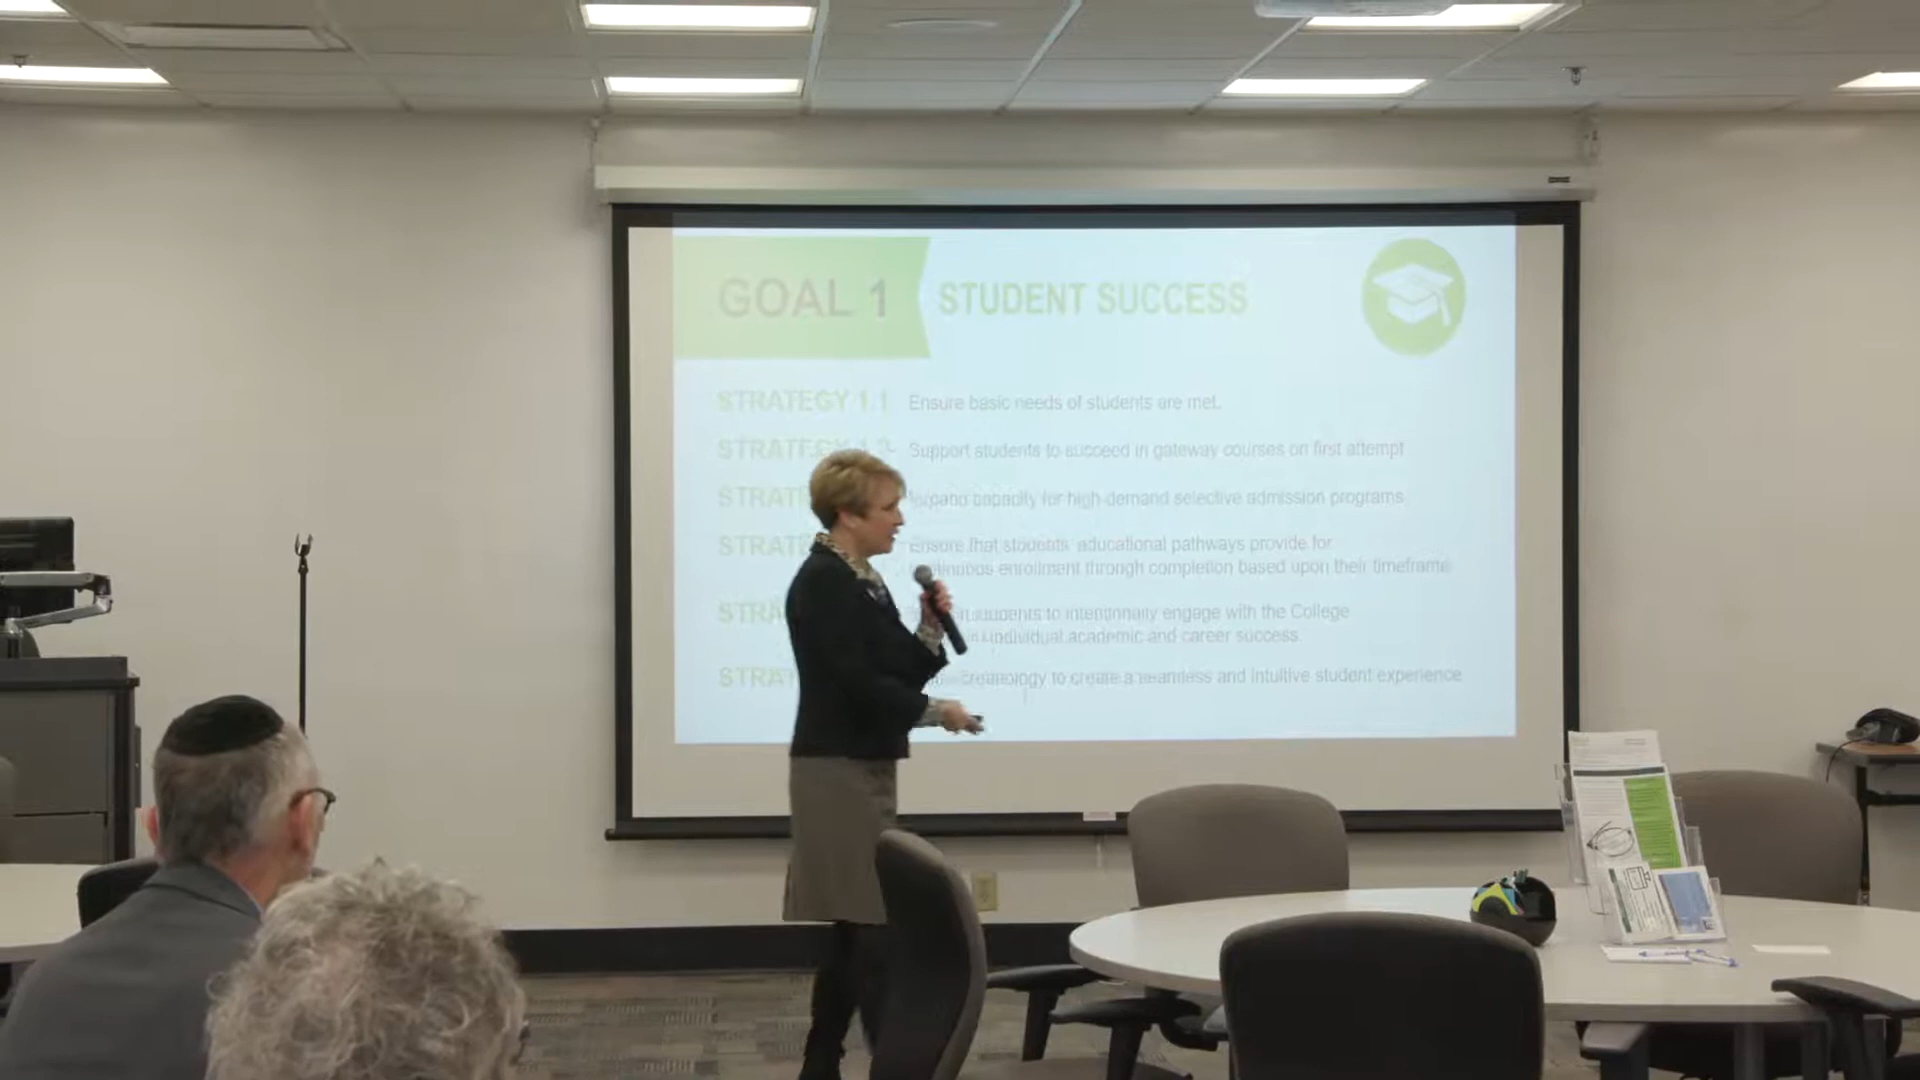 GOAL 1 STUDENT SUCCESS
STRATEGY 1.1 Ensure basic needs of students are met.
Support students to succeed in gateway courses on first attempt
capacity for high demand selective admission programs
Ensure that students' educational pathways provide for
continuous enrollment through completion based upon their timeframe
students to intentionally engage with the College
individual academic and career success.
technology to create a seamless and intuitive student experience